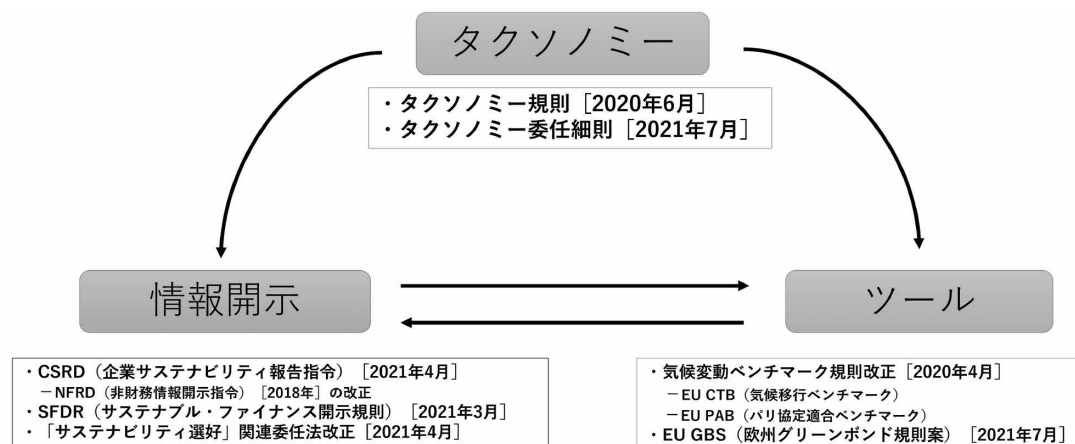 タクソノミー
・タクソノミー規則［2020年6月］
・タクソノミー委任細則［2021年7月］
情報開示
ツール
・CSRD（企業サステナビリティ報告指令）［2021年4月］
－NFRD（非財務情報開示指令）［2018年］の改正
・SFDR（サステナブル・ファイナンス開示規則）［2021年3月］
・「サステナビリティ選好」関連委任法改正［2021年4月］
・気候変動ベンチマーク規則改正［2020年4月］
－EU CTB（気候移行ベンチマーク）
－EU PAB（パリ協定適合ベンチマーク）
・EU GBS（欧州グリーンボンド規則案）［2021年7月］